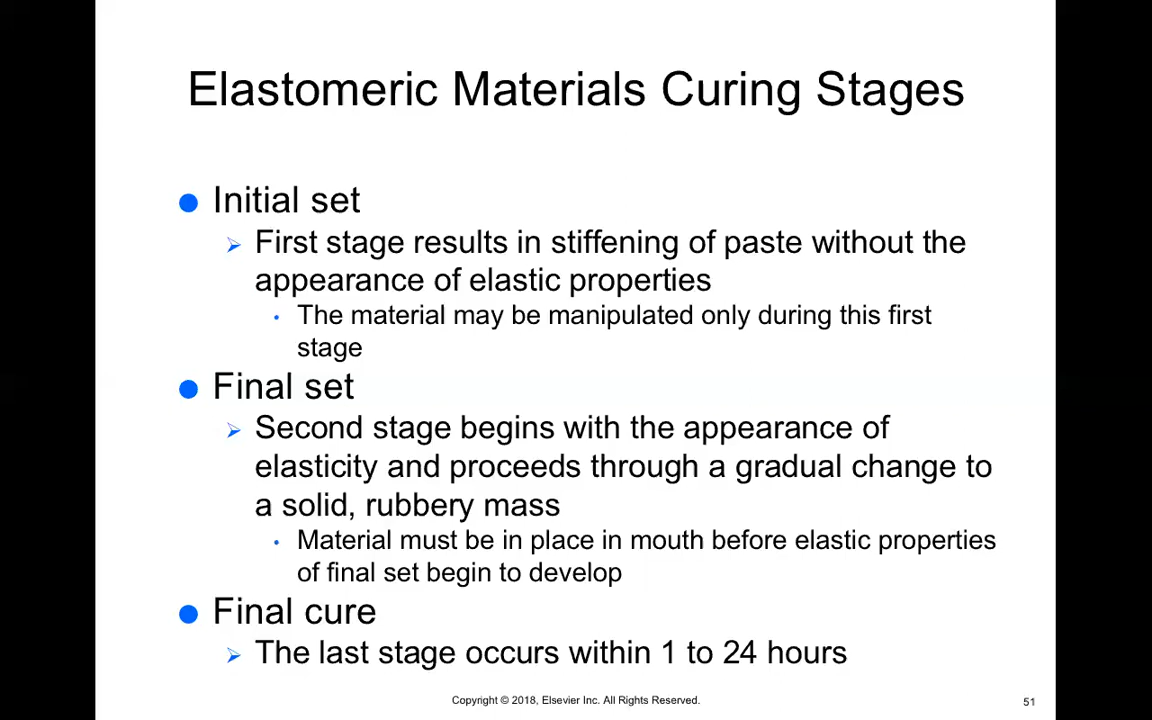 Elastomeric Materials Curing Stages
Initial set
First stage results in stiffening of paste without the
appearance of elastic properties
The material may be manipulated only during this first
stage
Final set
Second stage begins with the appearance of
elasticity and proceeds through a gradual change to
a solid, rubbery mass
Material must be in place in mouth before elastic properties
of final set begin to develop
Final cure
The last stage occurs within 1 to 24 hours
Copyright © 2018, Elsevier Inc. All Rights Reserved.
51